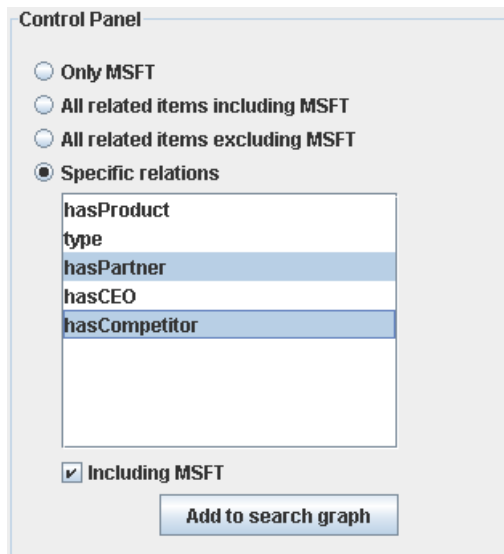 Control Panel
Only MSFT
All related items including MSFT
All related items excluding MSFT
Specific relations
hasProduct
type
hasPartner
hasCEO
hasCompetitor
Including MSFT
Add to search graph